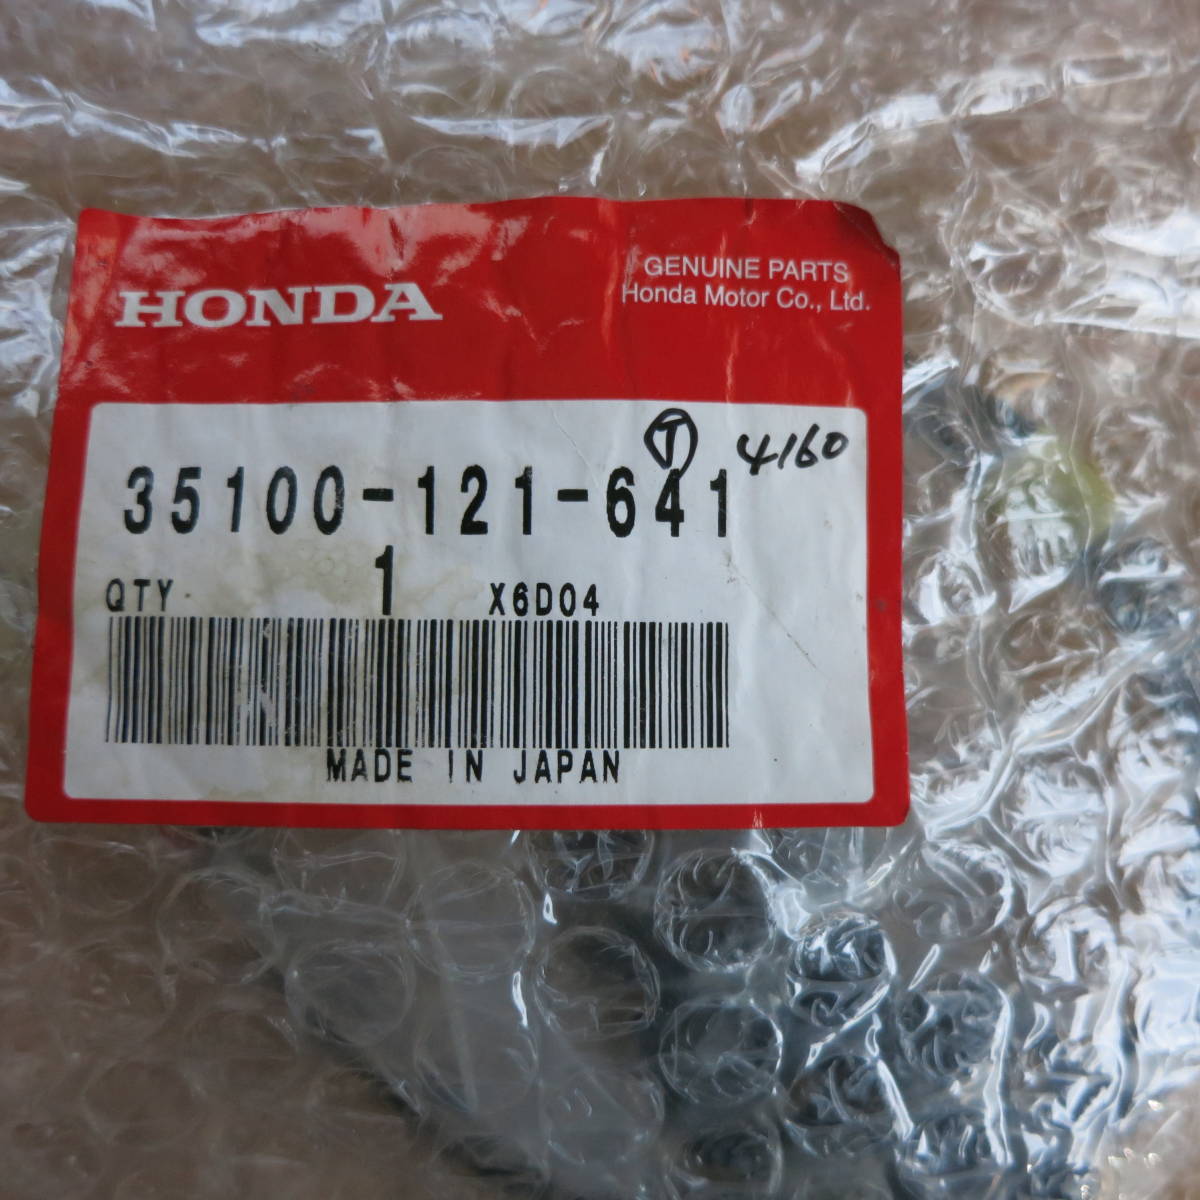 HONDA
GENUINE PARTS
Honda Motor Co., Ltd.
T 4160
35100-121-641
QTY 1 X6D04
MADE IN JAPAN